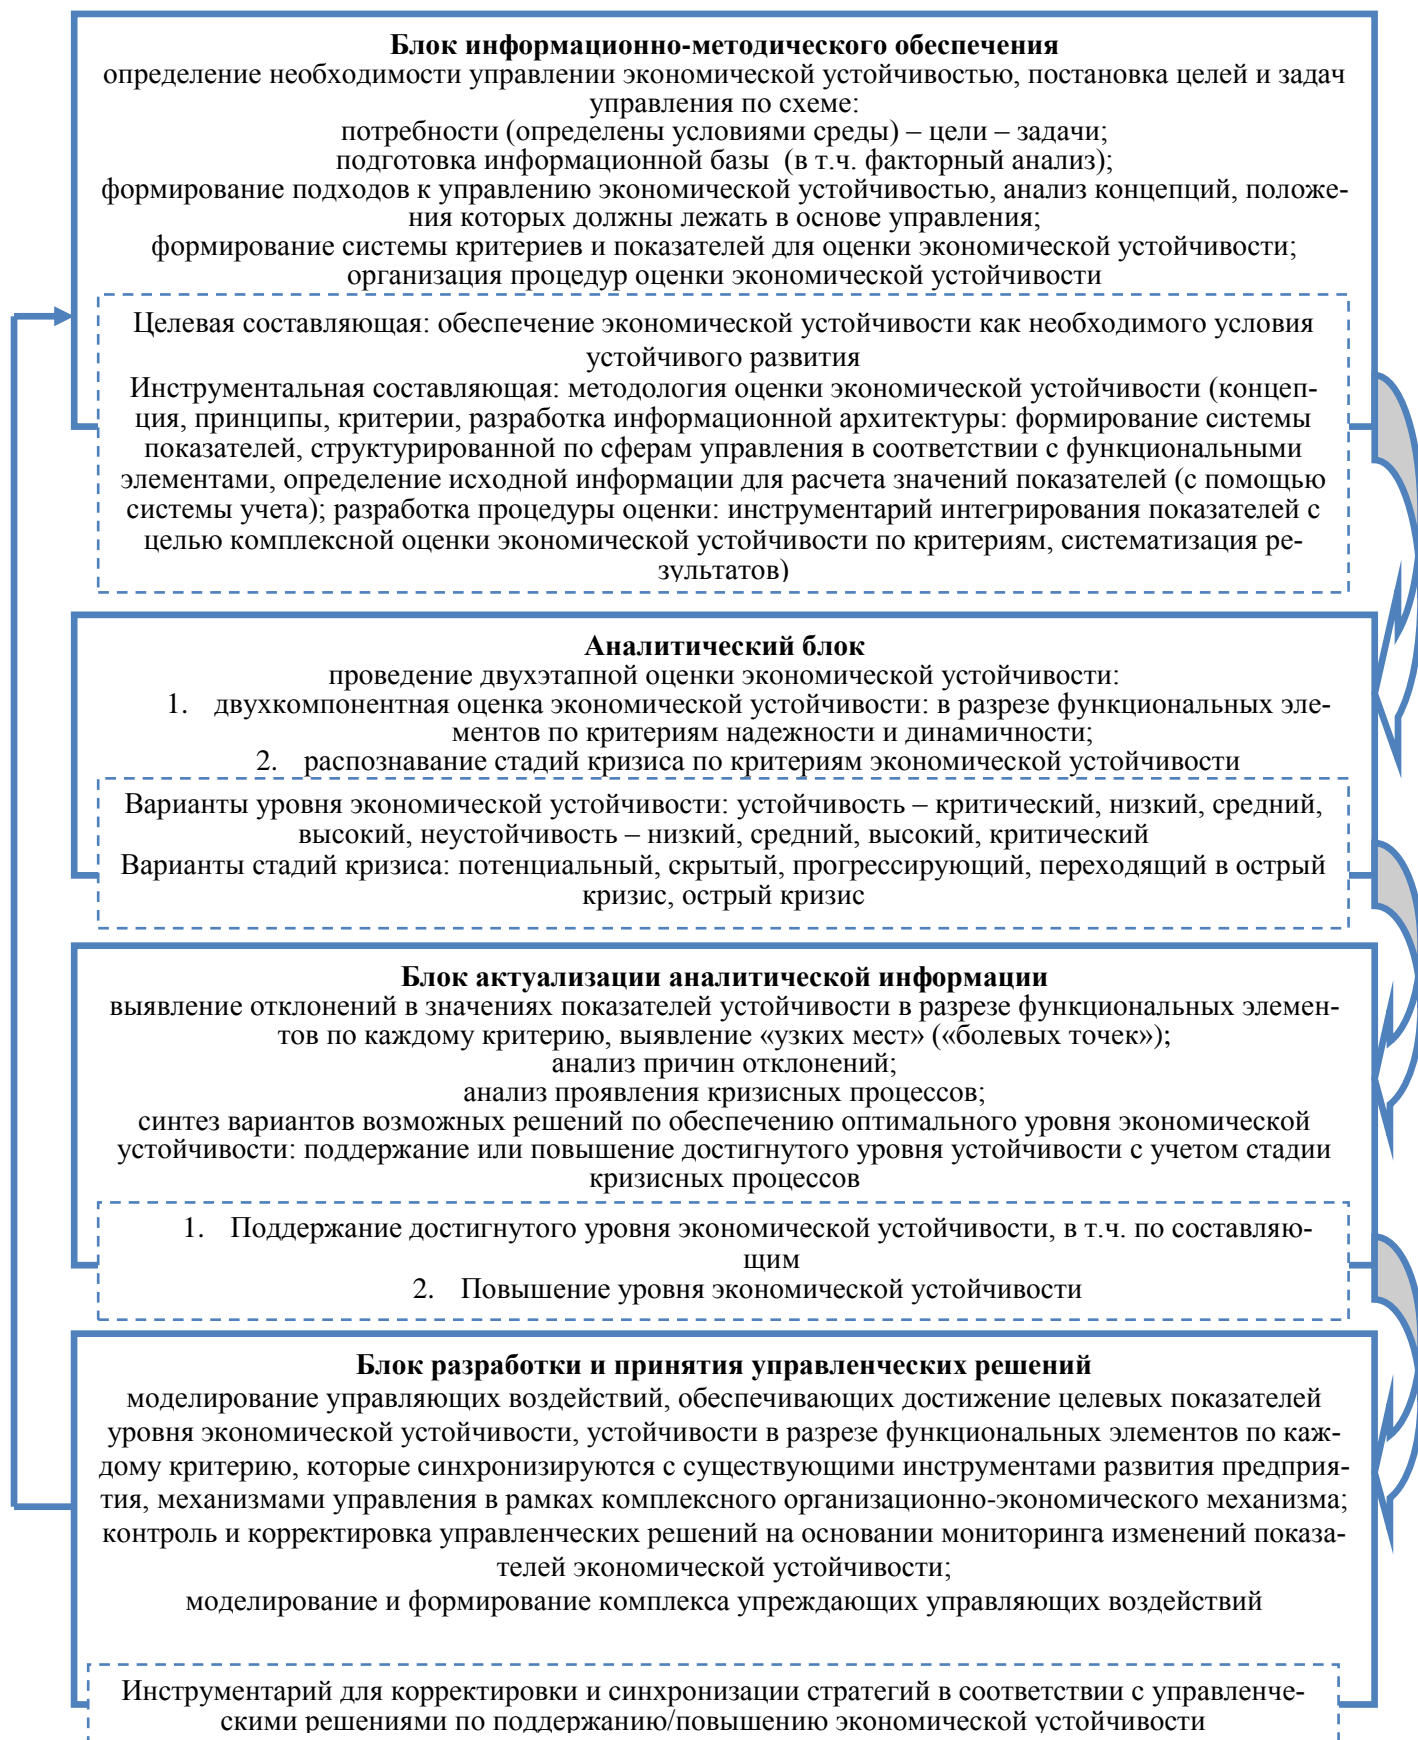 Блок информационно-методического обеспечения
определение необходимости управлении экономической устойчивостью, постановка целей и задач
управления по схеме:
потребности (определены условиями среды) – цели – задачи;
подготовка информационной базы (в т.ч. факторный анализ);
формирование подходов к управлению экономической устойчивостью, анализ концепций, положе-
ния которых должны лежать в основе управления;
формирование системы критериев и показателей для оценки экономической устойчивости;
организация процедур оценки экономической устойчивости
Целевая составляющая: обеспечение экономической устойчивости как необходимого условия
устойчивого развития
Инструментальная составляющая: методология оценки экономической устойчивости (концеп-
ция, принципы, критерии, разработка информационной архитектуры: формирование системы
показателей, структурированной по сферам управления в соответствии с функциональными
элементами, определение исходной информации для расчета значений показателей (с помощью
системы учета); разработка процедуры оценки: инструментарий интегрирования показателей с
целью комплексной оценки экономической устойчивости по критериям, систематизация ре-
зультатов)
Аналитический блок
проведение двухэтапной оценки экономической устойчивости:
1. двухкомпонентная оценка экономической устойчивости: в разрезе функциональных эле-
ментов по критериям надежности и динамичности;
2. распознавание стадий кризиса по критериям экономической устойчивости
Варианты уровня экономической устойчивости: устойчивость – критический, низкий, средний,
высокий, неустойчивость – низкий, средний, высокий, критический
Варианты стадий кризиса: потенциальный, скрытый, прогрессирующий, переходящий в острый
кризис, острый кризис
Блок актуализации аналитической информации
выявление отклонений в значениях показателей устойчивости в разрезе функциональных элемен-
тов по каждому критерию, выявление «узких мест» («болевых точек»);
анализ причин отклонений;
анализ проявления кризисных процессов;
синтез вариантов возможных решений по обеспечению оптимального уровня экономической
устойчивости: поддержание или повышение достигнутого уровня устойчивости с учетом стадии
кризисных процессов
1. Поддержание достигнутого уровня экономической устойчивости, в т.ч. по составляю-
щим
2. Повышение уровня экономической устойчивости
Блок разработки и принятия управленческих решений
моделирование управляющих воздействий, обеспечивающих достижение целевых показателей
уровня экономической устойчивости, устойчивости в разрезе функциональных элементов по каж-
дому критерию, которые синхронизируются с существующими инструментами развития предприя-
тия, механизмами управления в рамках комплексного организационно-экономического механизма;
контроль и корректировка управленческих решений на основании мониторинга изменений показа-
телей экономической устойчивости;
моделирование и формирование комплекса упреждающих управляющих воздействий
Инструментарий для корректировки и синхронизации стратегий в соответствии с управленче-
скими решениями по поддержанию/повышению экономической устойчивости